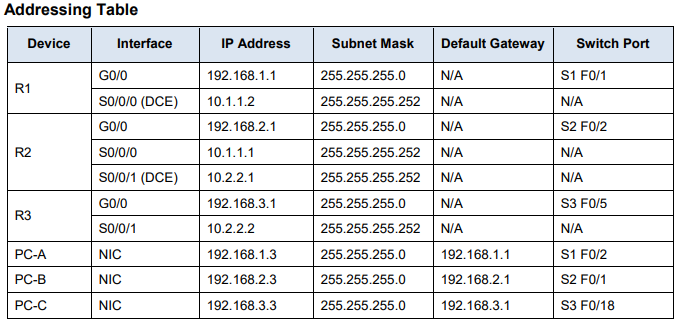 Addressing Table
Device Interface IP Address Subnet Mask Default Gateway Switch Port
R1 G0/0 192.168.1.1 255.255.255.0 N/A S1 F0/1
S0/0/0 (DCE) 10.1.1.2 255.255.255.252 N/A N/A
R2 G0/0 192.168.2.1 255.255.255.0 N/A S2 F0/2
S0/0/0 10.1.1.1 255.255.255.252 N/A N/A
S0/0/1 (DCE) 10.2.2.1 255.255.255.252 N/A N/A
R3 G0/0 192.168.3.1 255.255.255.0 N/A S3 F0/5
S0/0/1 10.2.2.2 255.255.255.252 N/A N/A
PC-A NIC 192.168.1.3 255.255.255.0 192.168.1.1 S1 F0/2
PC-B NIC 192.168.2.3 255.255.255.0 192.168.2.1 S2 F0/1
PC-C NIC 192.168.3.3 255.255.255.0 192.168.3.1 S3 F0/18